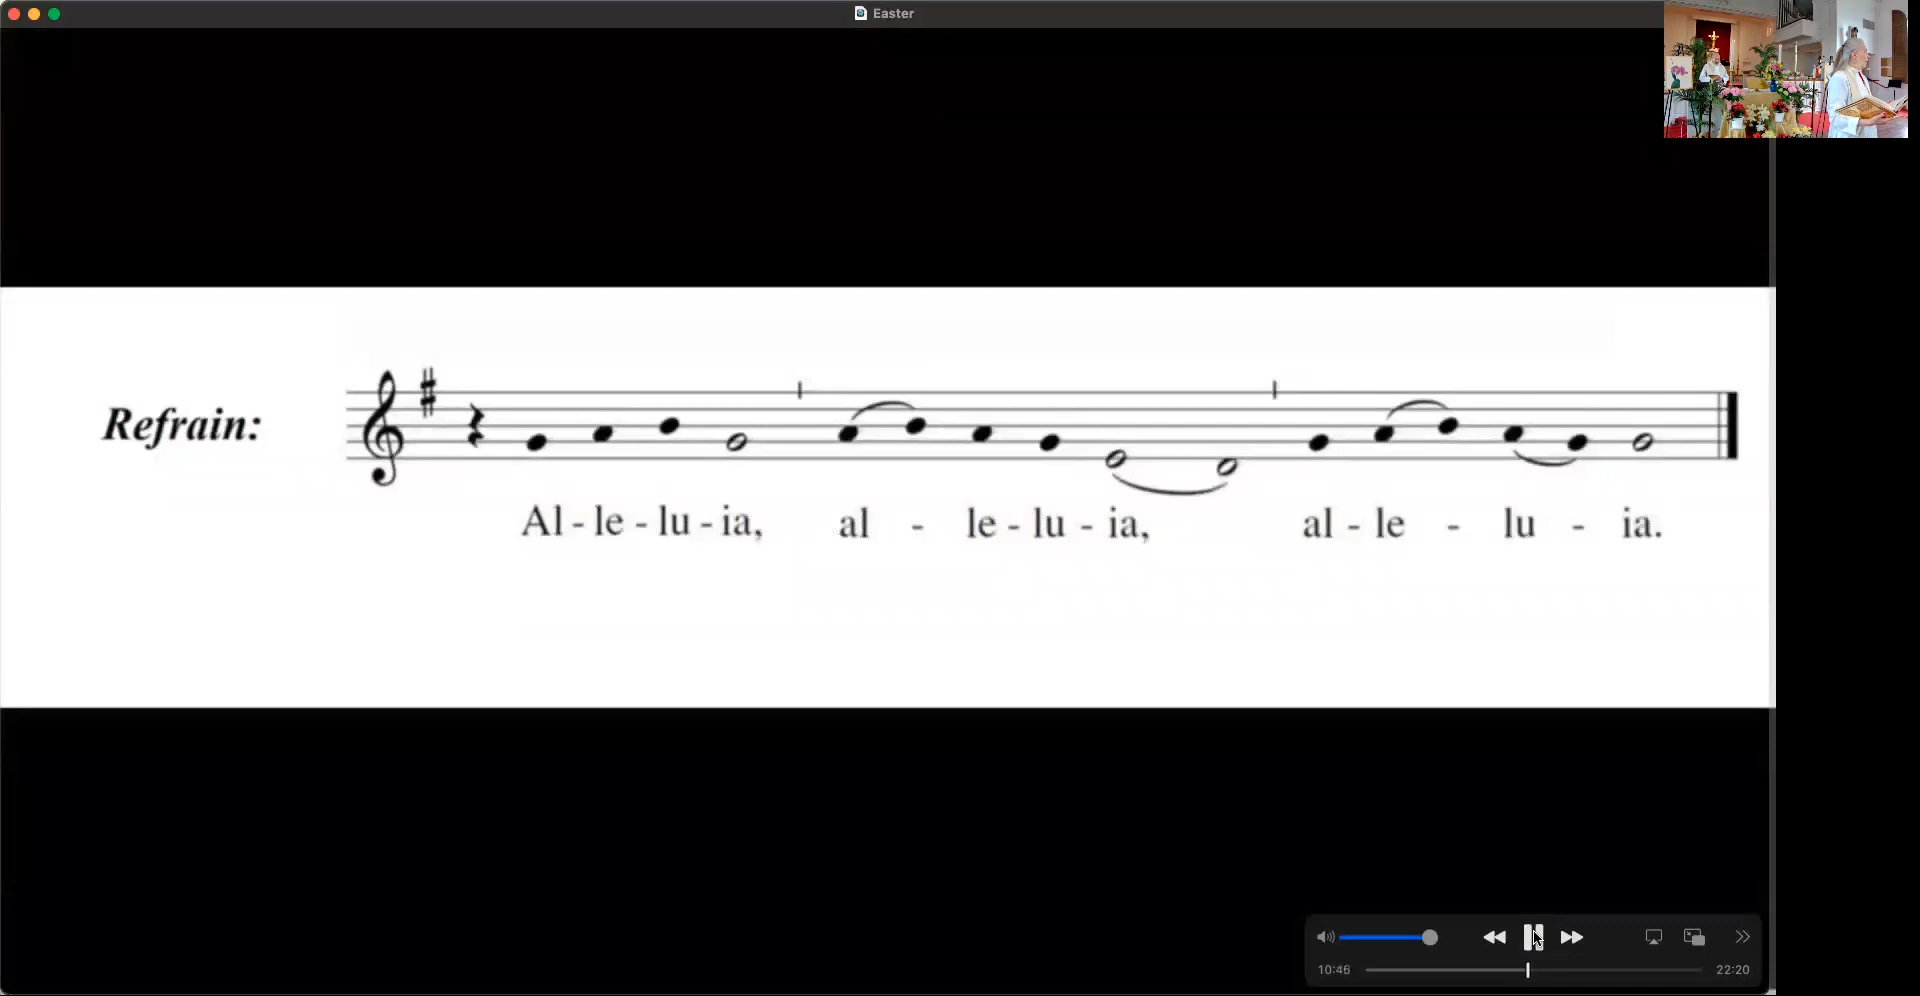 Easter
Refrain:
Al - le - lu - ia, al - le - lu - ia, al - le - lu - ia.
10:46 22:20